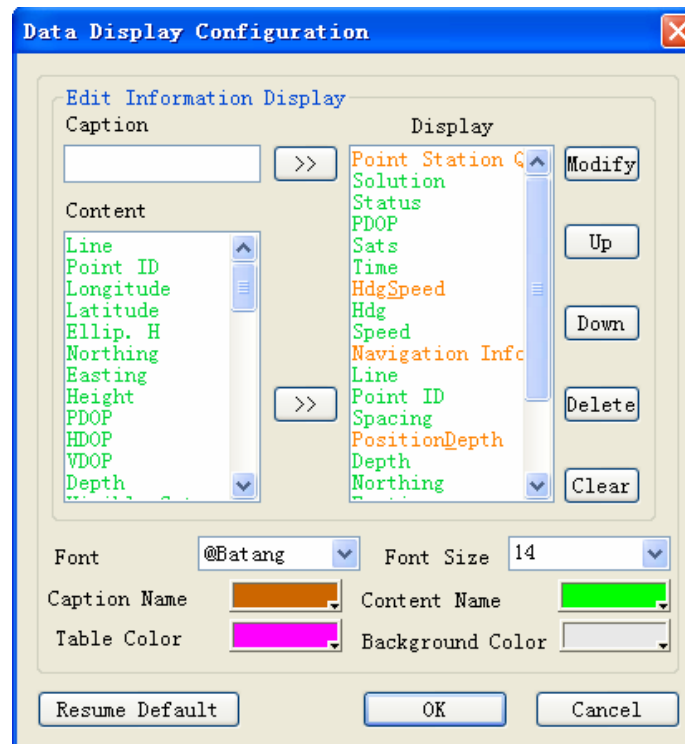 Data Display Configuration
Edit Information Display
Caption
Display
>>
Content
Line
Point ID
Longitude
Latitude
Ellip. H
Northing
Easting
Height
PDOP
HDOP
VDOP
Depth
>>
Point Station
Solution
Status
PDOP
Sats
Time
HdgSpeed
Hdg
Speed
Navigation Info
Line
Point ID
Spacing
PositionDepth
Depth
Northing
Modify
Up
Down
Delete
Clear
Font
@Batang
Font Size
14
Caption Name
Content Name
Table Color
Background Color
Resume Default
OK
Cancel